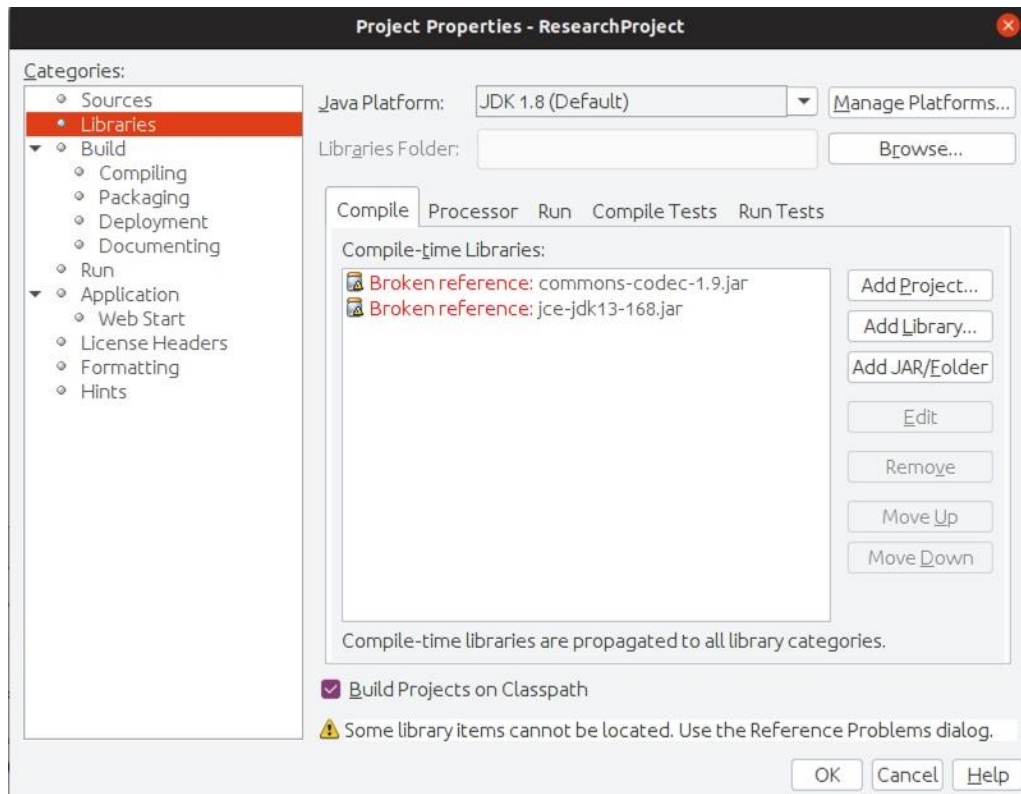 Project Properties - ResearchProject
Categories:
Sources
Libraries
Build
Compiling
Packaging
Deployment
Documenting
Run
Application
Web Start
License Headers
Formatting
Hints
Java Platform:
JDK 1.8 (Default)
Manage Platforms...
Libraries Folder:
Browse...
Compile
Processor
Run
Compile Tests
Run Tests
Compile-time Libraries:
Broken reference: commons-codec-1.9.jar
Broken reference: jce-jdk13-168.jar
Add Project...
Add Library...
Add JAR/Folder
Edit
Remove
Move Up
Move Down
Compile-time libraries are propagated to all library categories.
Build Projects on Classpath
Some library items cannot be located. Use the Reference Problems dialog.
OK
Cancel
Help